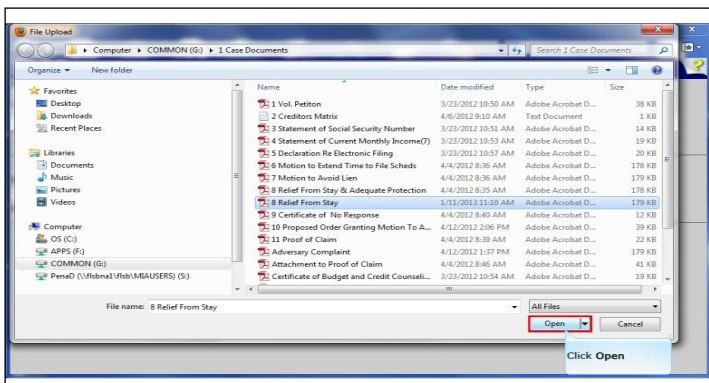 File Upload
Computer ▸ COMMON (G:) ▸ 1 Case Documents
Search 1 Case Documents
Organize
New folder
Favorites
Desktop
Downloads
Recent Places
Libraries
Documents
Music
Pictures
Videos
Computer
OS (C:)
APPS (F:)
COMMON (G:)
PenaD (\\flsbna1\flsb\MIAUSERS) (S:)
Name Date modified Type Size
1 Vol. Petiton 3/23/2012 10:50 AM Adobe Acrobat D... 38 KB
2 Creditors Matrix 4/6/2012 9:10 AM Text Document 1 KB
3 Statement of Social Security Number 3/23/2012 10:51 AM Adobe Acrobat D... 14 KB
4 Statement of Current Monthly Income(7) 3/23/2012 10:53 AM Adobe Acrobat D... 19 KB
5 Declaration Re Electronic Filing 3/23/2012 10:57 AM Adobe Acrobat D... 20 KB
6 Motion to Extend Time to File Scheds 4/4/2012 8:36 AM Adobe Acrobat D... 178 KB
7 Motion to Avoid Lien 4/4/2012 8:36 AM Adobe Acrobat D... 179 KB
8 Relief From Stay & Adequate Protection 4/4/2012 8:35 AM Adobe Acrobat D... 178 KB
8 Relief From Stay 1/11/2013 11:10 AM Adobe Acrobat D... 179 KB
9 Certificate of No Response 4/4/2012 8:40 AM Adobe Acrobat D... 12 KB
10 Proposed Order Granting Motion To A... 4/12/2012 2:06 PM Adobe Acrobat D... 39 KB
11 Proof of Claim 4/4/2012 8:39 AM Adobe Acrobat D... 22 KB
Adversary Complaint 4/12/2012 1:37 PM Adobe Acrobat D... 179 KB
Attachment to Proof of Claim 4/4/2012 8:46 AM Adobe Acrobat D... 41 KB
Certificate of Budget and Credit Counseli... 3/23/2012 10:54 AM Adobe Acrobat D... 19 KB
File name: 8 Relief From Stay
All Files
Open
Cancel
Click Open